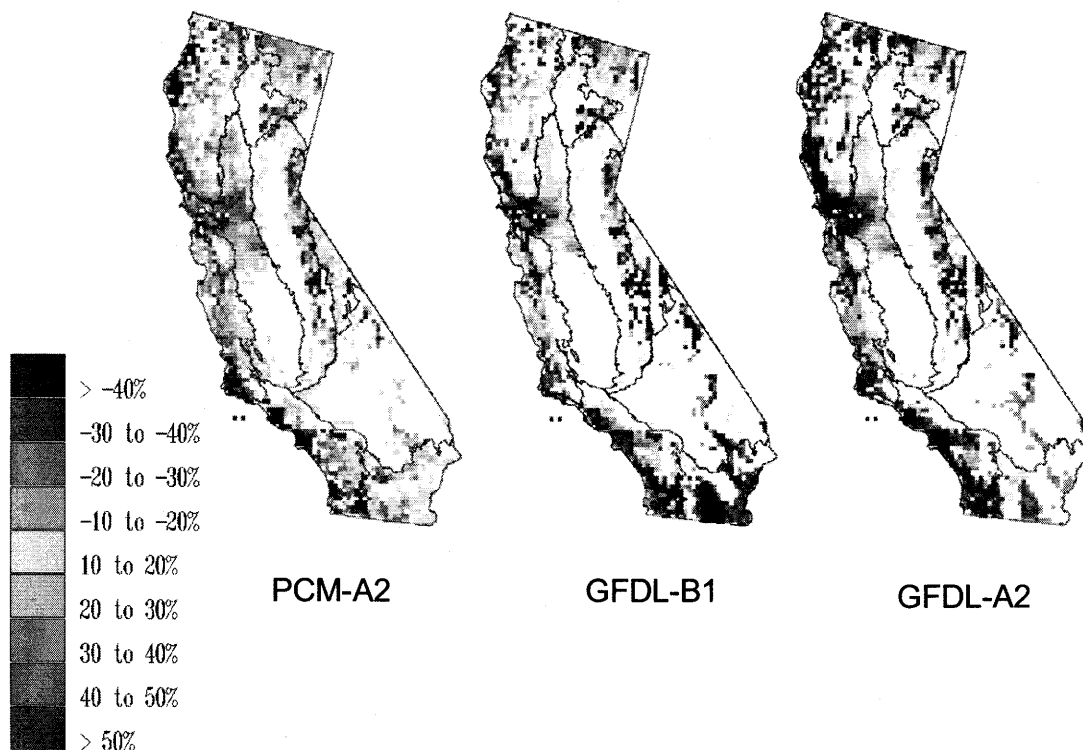 > -40%
-30 to -40%
-20 to -30%
-10 to -20%
10 to 20%
20 to 30%
30 to 40%
40 to 50%
> 50%
PCM-A2
GFDL-B1
GFDL-A2